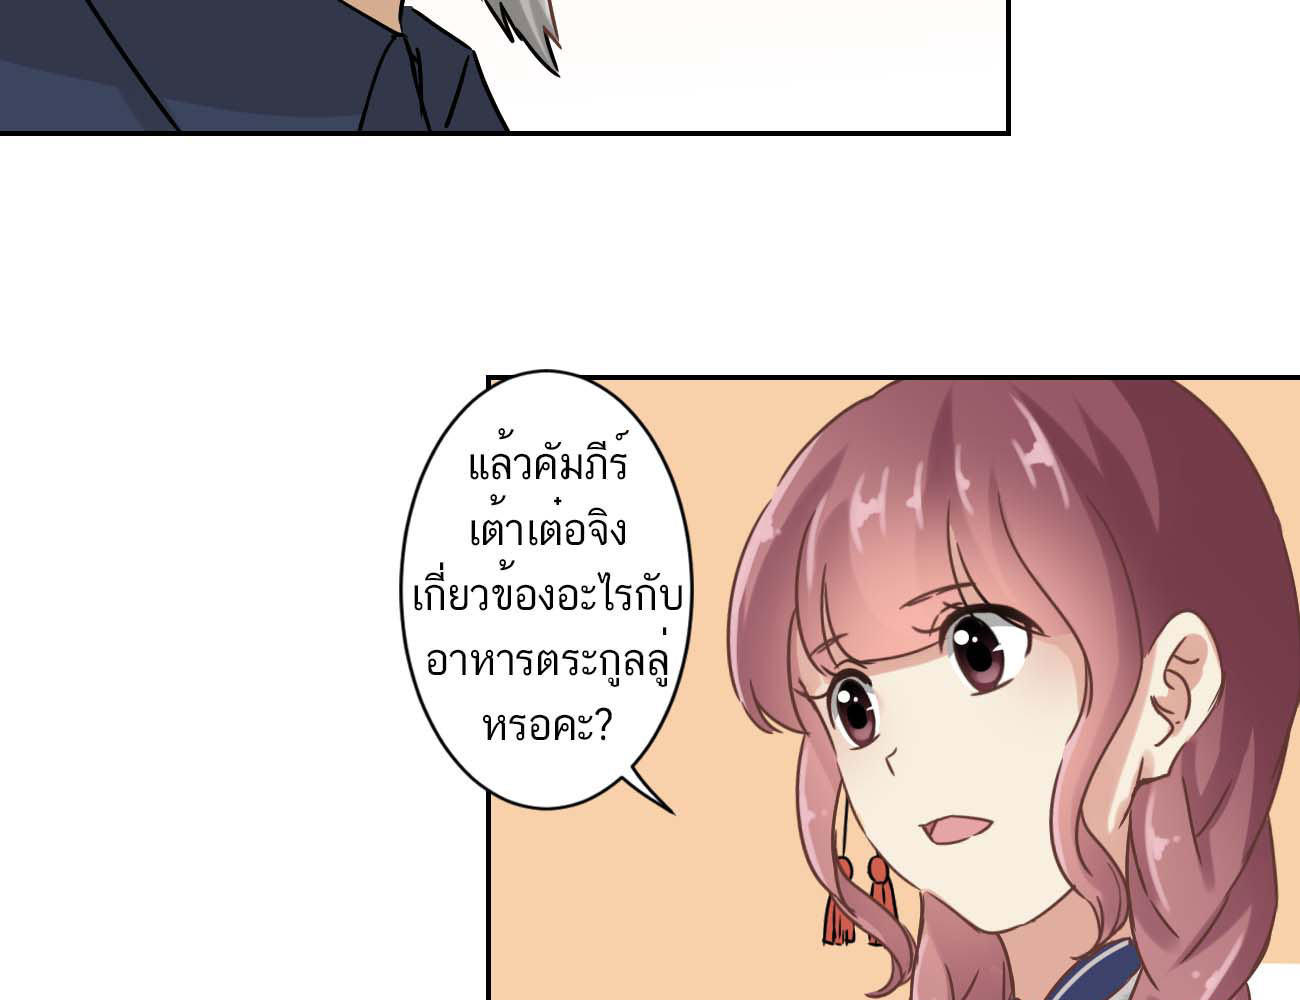 แล้วคัมภีร์
เต้าเต๋อจิง
เกี่ยวข้องอะไรกับ
อาหารตระกูลลู่
หรอคะ?